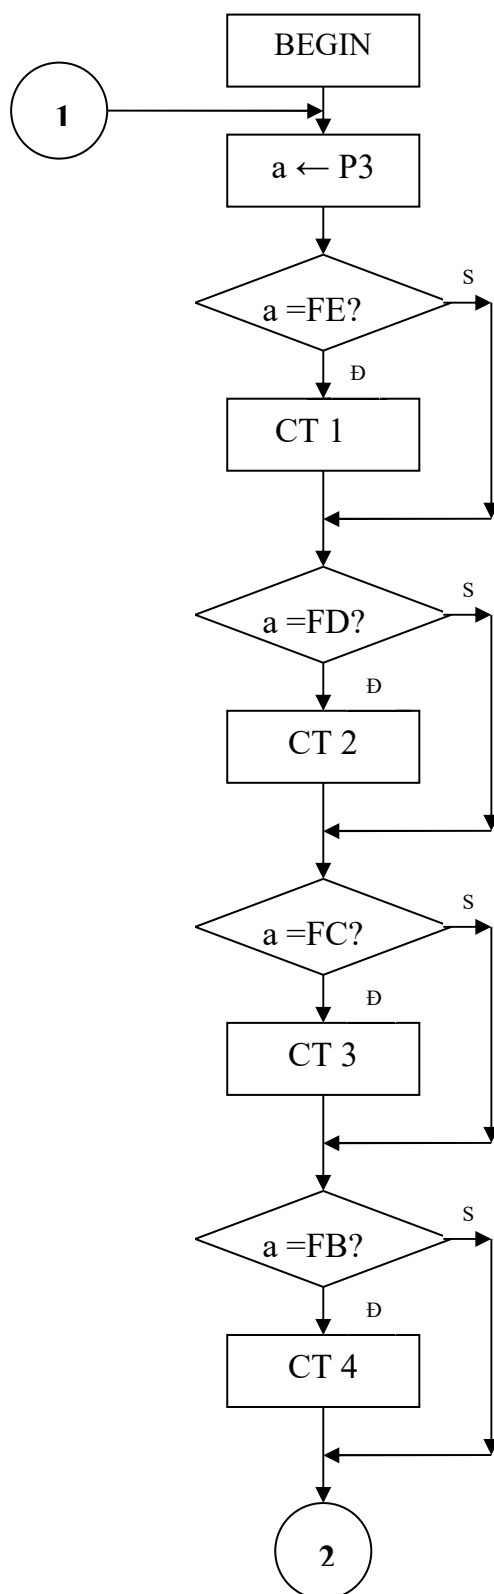 BEGIN
1
a ← P3
S
a =FE?
Đ
CT 1
S
a =FD?
Đ
CT 2
S
a =FC?
Đ
CT 3
S
a =FB?
Đ
CT 4
2